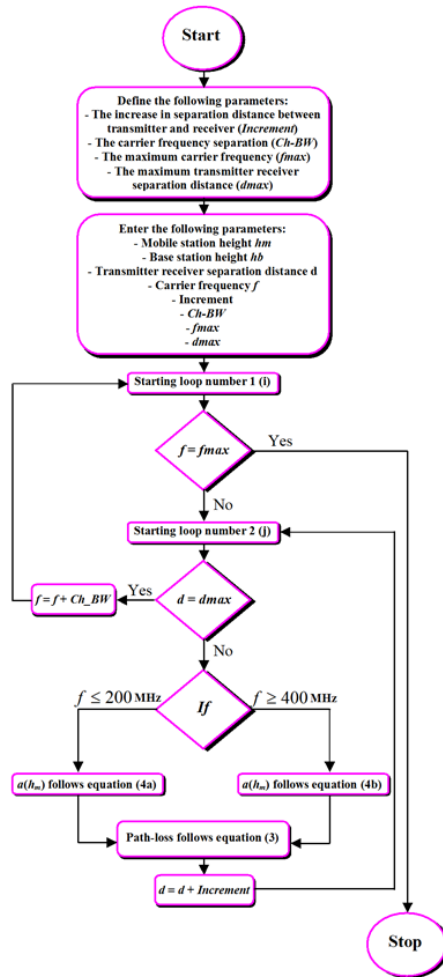 Start
Define the following parameters:
- The increase in separation distance between
transmitter and receiver (Increment)
- The carrier frequency separation (Ch-BW)
- The maximum carrier frequency (fmax)
- The maximum transmitter receiver
separation distance (dmax)
Enter the following parameters:
- Mobile station height hm
- Base station height hb
- Transmitter receiver separation distance d
- Carrier frequency f
- Increment
- Ch-BW
- fmax
- dmax
Starting loop number 1 (i)
f = fmax
Yes
No
Starting loop number 2 (j)
f = f + Ch_BW
Yes
d = dmax
No
f ≤ 200 MHz
If
f ≥ 400 MHz
a(hₘ) follows equation (4a)
a(hₘ) follows equation (4b)
Path-loss follows equation (3)
d = d + Increment
Stop